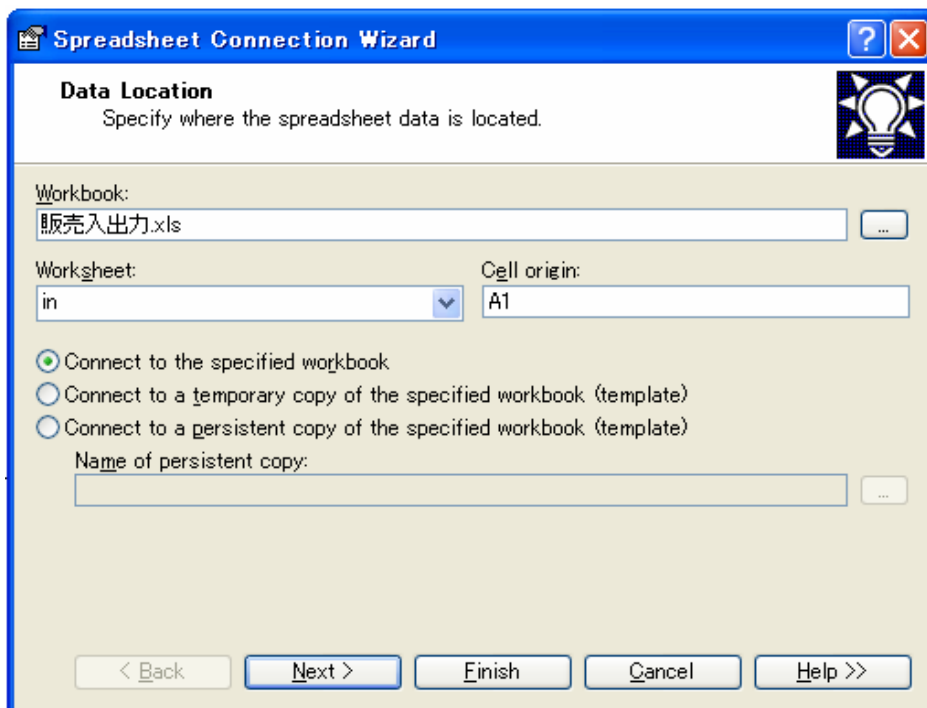 Spreadsheet Connection Wizard
Data Location
Specify where the spreadsheet data is located.
Workbook:
販売入出力.xls
...
Worksheet:
Cell origin:
in
A1
Connect to the specified workbook
Connect to a temporary copy of the specified workbook (template)
Connect to a persistent copy of the specified workbook (template)
Name of persistent copy:
...
< Back
Next >
Finish
Cancel
Help >>